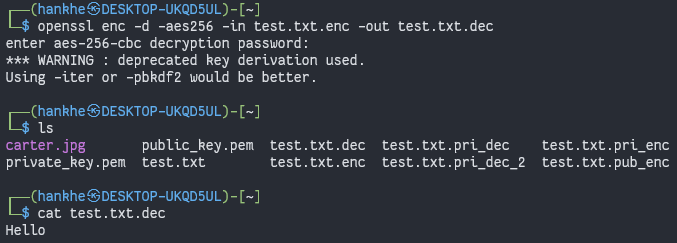 ┌──(hankhe㉿DESKTOP-UKQD5UL)-[~]
└─$ openssl enc -d -aes256 -in test.txt.enc -out test.txt.dec
enter aes-256-cbc decryption password:
*** WARNING : deprecated key derivation used.
Using -iter or -pbkdf2 would be better.
┌──(hankhe㉿DESKTOP-UKQD5UL)-[~]
└─$ ls
carter.jpg public_key.pem test.txt.dec test.txt.pri_dec test.txt.pri_enc
private_key.pem test.txt test.txt.enc test.txt.pri_dec_2 test.txt.pub_enc
┌──(hankhe㉿DESKTOP-UKQD5UL)-[~]
└─$ cat test.txt.dec
Hello